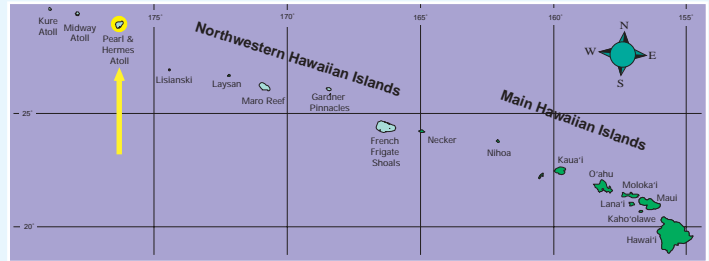 175˚
170˚
165˚
160˚
155˚
Kure
Atoll
Midway
Atoll
Pearl &
Hermes
Atoll
Northwestern Hawaiian Islands
Lisianski
Laysan
Maro Reef
Gardner
Pinnacles
N
W
E
S
Main Hawaiian Islands
25˚
French
Frigate
Shoals
Necker
Nihoa
Kaua'i
O'ahu
Moloka'i
Lana'i
Maui
Kaho'olawe
20˚
Hawai'i